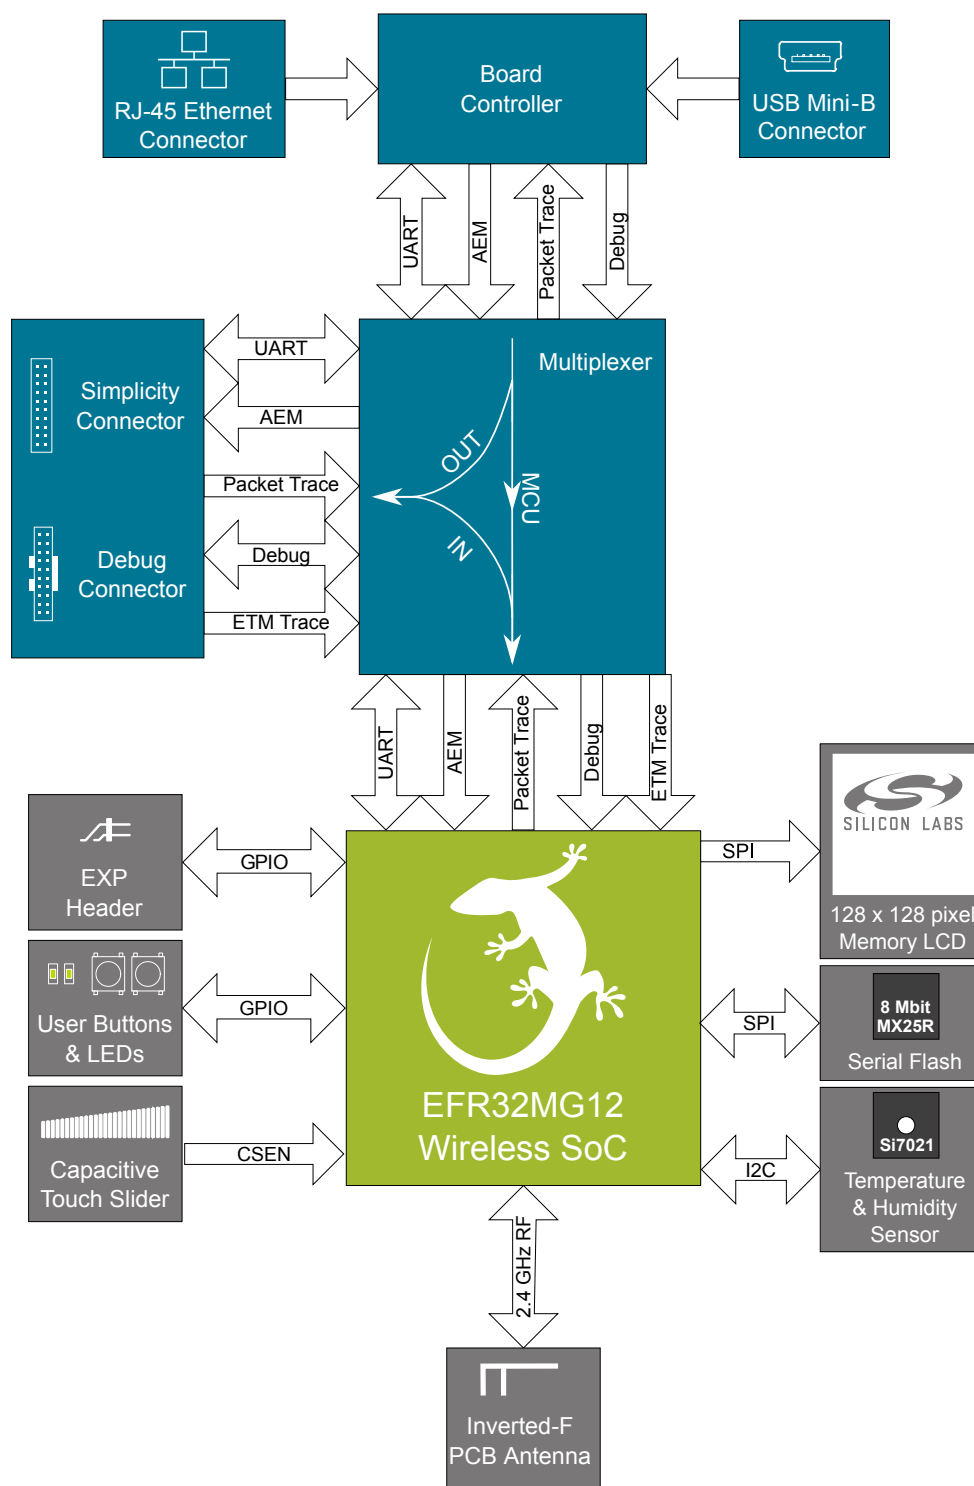 RJ-45 Ethernet
Connector
Board
Controller
USB Mini-B
Connector
UART
AEM
Packet Trace
Debug
Simplicity
Connector
Debug
Connector
UART
AEM
Packet Trace
Debug
ETM Trace
Multiplexer
OUT
MCU
IN
UART
AEM
Packet Trace
Debug
ETM Trace
EXP
Header
GPIO
User Buttons
& LEDs
GPIO
Capacitive
Touch Slider
CSEN
EFR32MG12
Wireless SoC
SPI
SILICON LABS
128 x 128 pixel
Memory LCD
SPI
8 Mbit
MX25R
Serial Flash
I2C
Si7021
Temperature
& Humidity
Sensor
2.4 GHz RF
Inverted-F
PCB Antenna